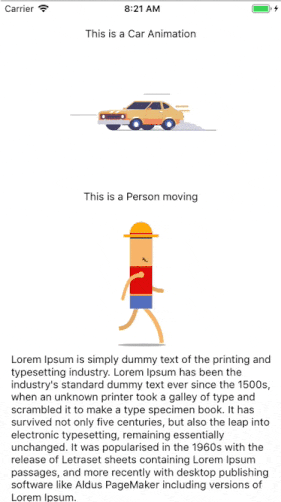 Carrier 8:21 AM
This is a Car Animation
This is a Person moving
Lorem Ipsum is simply dummy text of the printing and
typesetting industry. Lorem Ipsum has been the
industry's standard dummy text ever since the 1500s,
when an unknown printer took a galley of type and
scrambled it to make a type specimen book. It has
survived not only five centuries, but also the leap into
electronic typesetting, remaining essentially
unchanged. It was popularised in the 1960s with the
release of Letraset sheets containing Lorem Ipsum
passages, and more recently with desktop publishing
software like Aldus PageMaker including versions of
Lorem Ipsum.